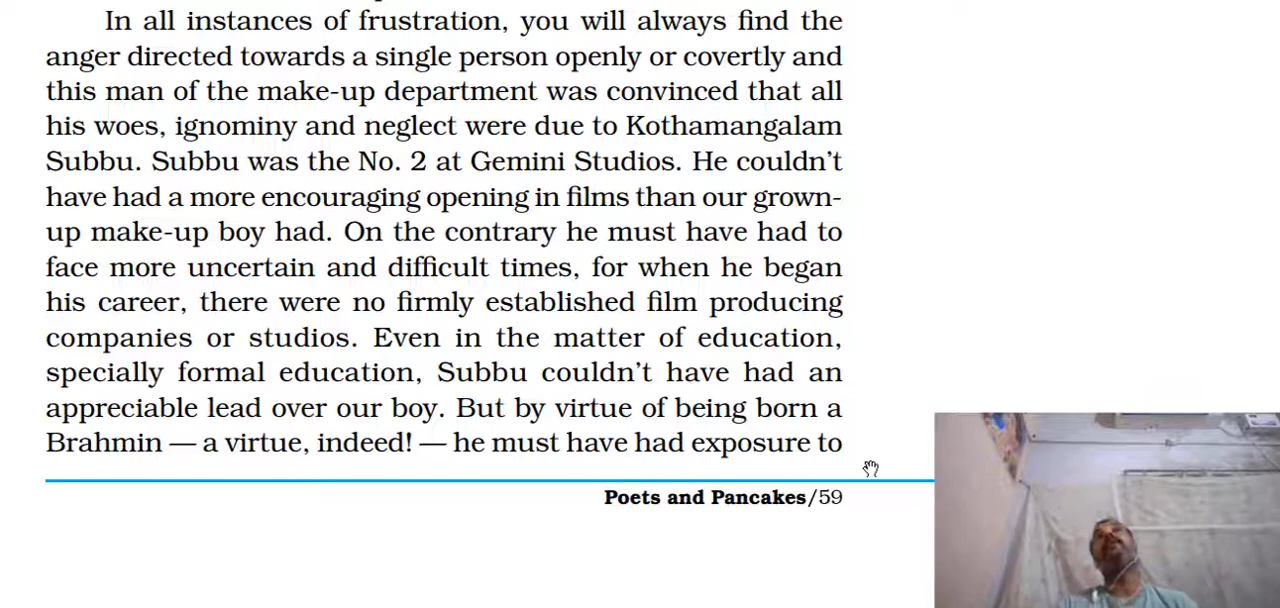 In all instances of frustration, you will always find the
anger directed towards a single person openly or covertly and
this man of the make-up department was convinced that all
his woes, ignominy and neglect were due to Kothamangalam
Subbu. Subbu was the No. 2 at Gemini Studios. He couldn’t
have had a more encouraging opening in films than our grown-
up make-up boy had. On the contrary he must have had to
face more uncertain and difficult times, for when he began
his career, there were no firmly established film producing
companies or studios. Even in the matter of education,
specially formal education, Subbu couldn’t have had an
appreciable lead over our boy. But by virtue of being born a
Brahmin — a virtue, indeed! — he must have had exposure to
Poets and Pancakes/59